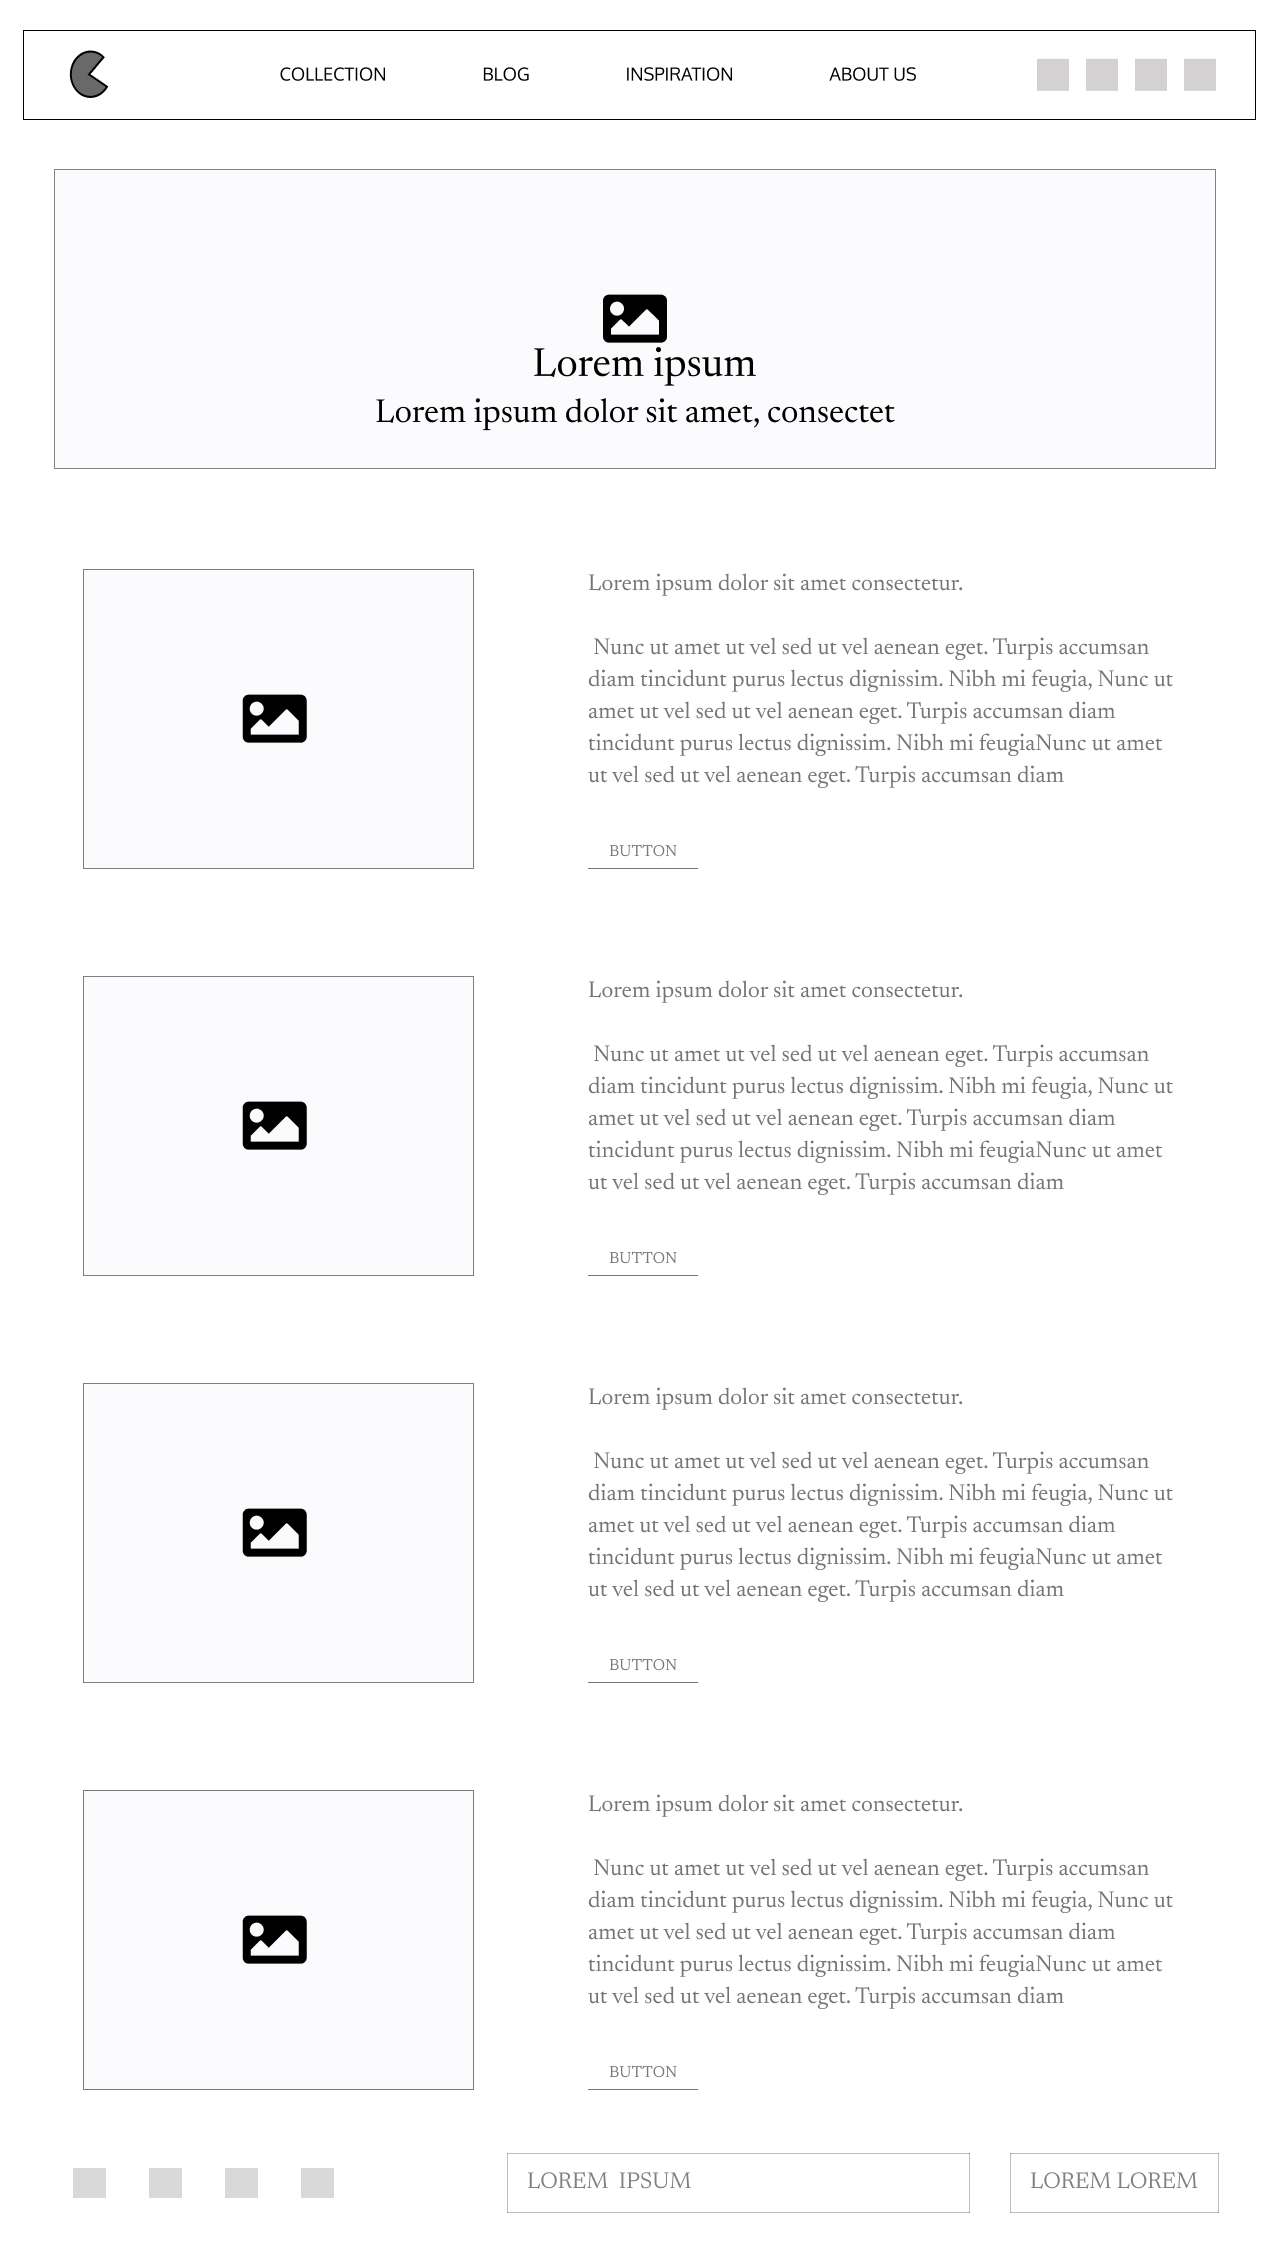 COLLECTION BLOG INSPIRATION ABOUT US
Lorem ipsum
Lorem ipsum dolor sit amet, consectet
Lorem ipsum dolor sit amet consectetur.
Nunc ut amet ut vel sed ut vel aenean eget. Turpis accumsan
diam tincidunt purus lectus dignissim. Nibh mi feugia, Nunc ut
amet ut vel sed ut vel aenean eget. Turpis accumsan diam
tincidunt purus lectus dignissim. Nibh mi feugiaNunc ut amet
ut vel sed ut vel aenean eget. Turpis accumsan diam
BUTTON
Lorem ipsum dolor sit amet consectetur.
Nunc ut amet ut vel sed ut vel aenean eget. Turpis accumsan
diam tincidunt purus lectus dignissim. Nibh mi feugia, Nunc ut
amet ut vel sed ut vel aenean eget. Turpis accumsan diam
tincidunt purus lectus dignissim. Nibh mi feugiaNunc ut amet
ut vel sed ut vel aenean eget. Turpis accumsan diam
BUTTON
Lorem ipsum dolor sit amet consectetur.
Nunc ut amet ut vel sed ut vel aenean eget. Turpis accumsan
diam tincidunt purus lectus dignissim. Nibh mi feugia, Nunc ut
amet ut vel sed ut vel aenean eget. Turpis accumsan diam
tincidunt purus lectus dignissim. Nibh mi feugiaNunc ut amet
ut vel sed ut vel aenean eget. Turpis accumsan diam
BUTTON
Lorem ipsum dolor sit amet consectetur.
Nunc ut amet ut vel sed ut vel aenean eget. Turpis accumsan
diam tincidunt purus lectus dignissim. Nibh mi feugia, Nunc ut
amet ut vel sed ut vel aenean eget. Turpis accumsan diam
tincidunt purus lectus dignissim. Nibh mi feugiaNunc ut amet
ut vel sed ut vel aenean eget. Turpis accumsan diam
BUTTON
LOREM IPSUM LOREM LOREM